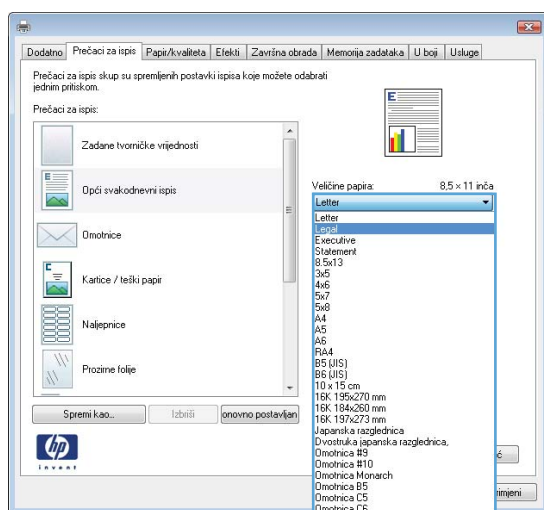 Dodatno Prečaci za ispis Papir/kvaliteta Efekti Završna obrada Memorija zadataka U boji Usluge
Prečaci za ispis skup su spremljenih postavki ispisa koje možete odabrati
jednim pritiskom.
Prečaci za ispis:
Zadane tvorničke vrijednosti
Opći svakodnevni ispis
Omotnice
Kartice / teški papir
Naljepnice
Prozirne folije
Spremi kao... Izbriši onovno postavljan
hp
invent
E
E
C
Veličine papira: 8,5 × 11 inča
Letter
Letter
Legal
Executive
Statement
8.5x13
3x5
4x6
5x7
5x8
A4
A5
A6
RA4
B5 (JIS)
B6 (JIS)
10 x 15 cm
16K 195x270 mm
16K 184x260 mm
16K 197x273 mm
Japanska razglednica
Dvostruka japanska razglednica,
Omotnica #9
Omotnica #10
Omotnica Monarch
Omotnica B5
Omotnica C5
Omotnica C6
ć
imjeni